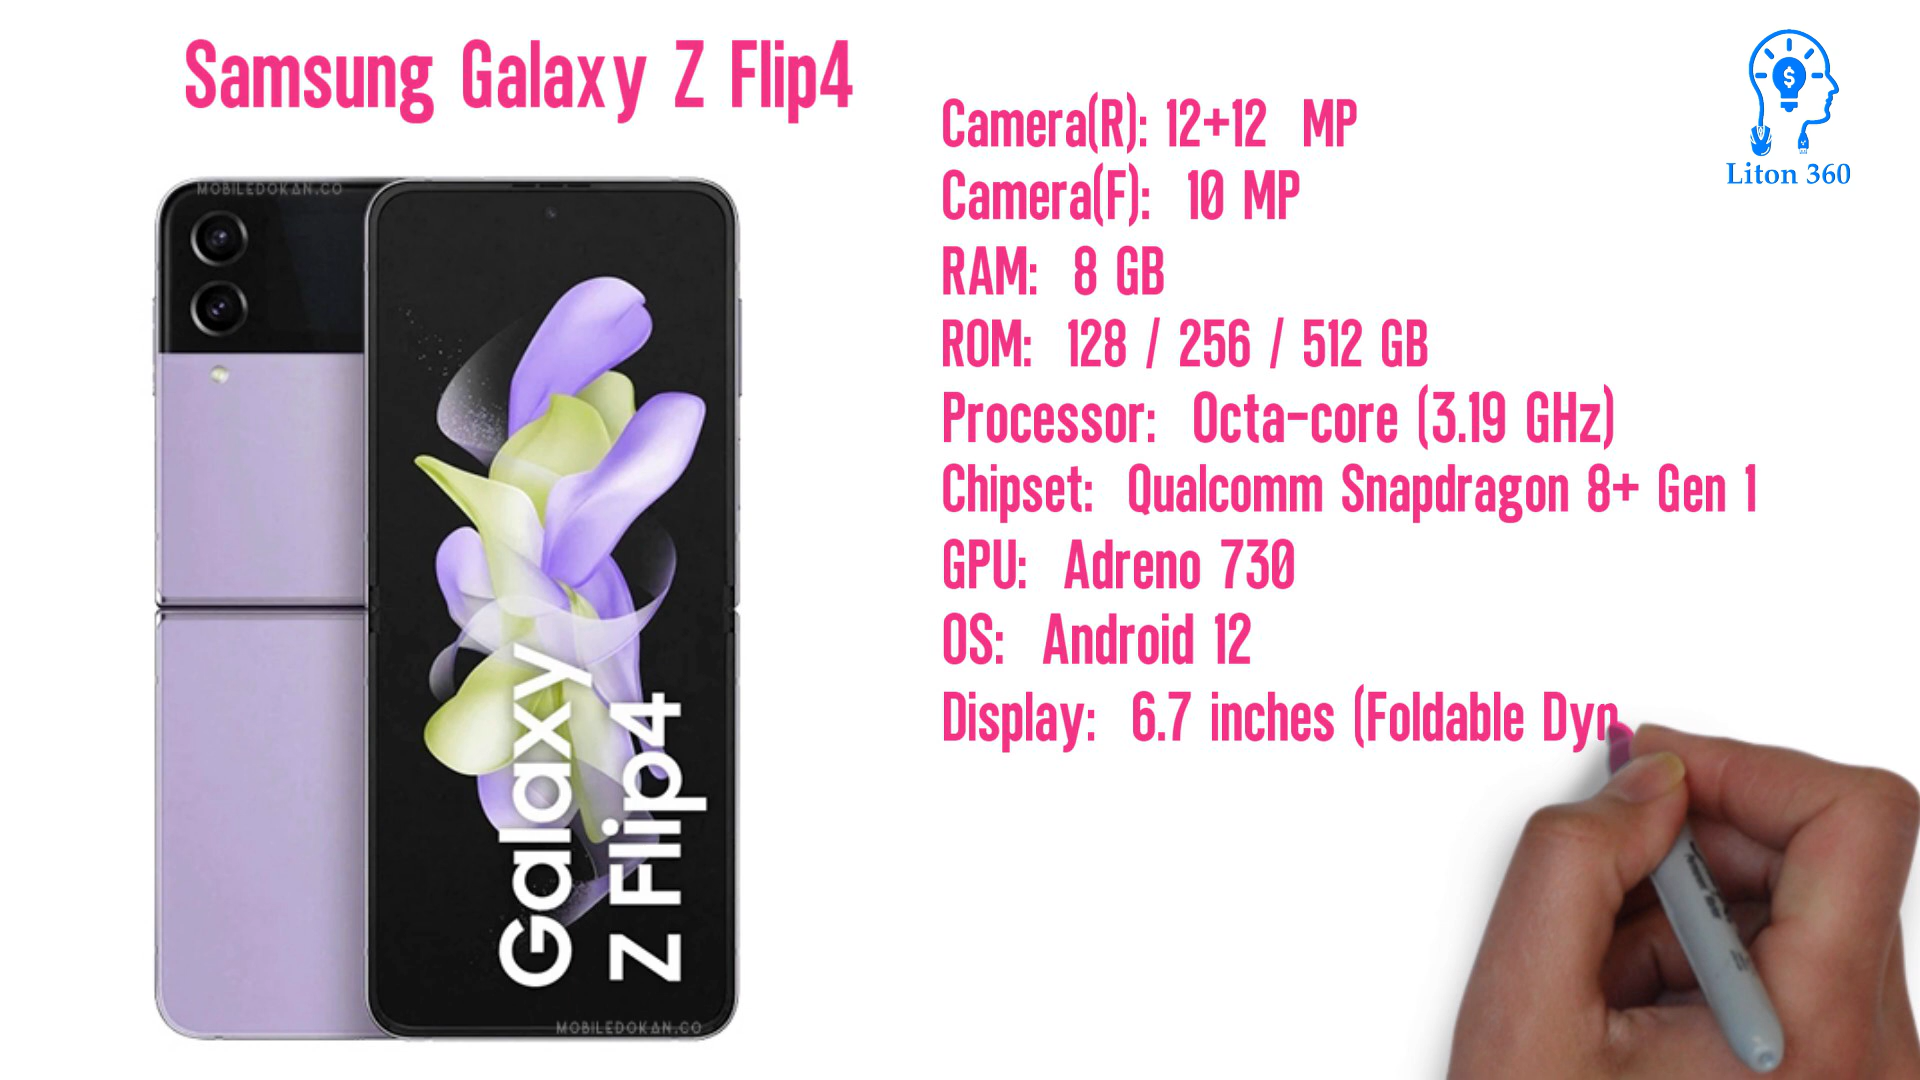 Samsung Galaxy Z Flip4
MOBILEDOKAN.CO
Galaxy
Z Flip4
MOBILEDOKAN.CO
Camera(R): 12+12 MP
Camera(F): 10 MP
RAM: 8 GB
ROM: 128 / 256 / 512 GB
Processor: Octa-core (3.19 GHz)
Chipset: Qualcomm Snapdragon 8+ Gen 1
GPU: Adreno 730
OS: Android 12
Display: 6.7 inches (Foldable Dyn
$
Liton 360